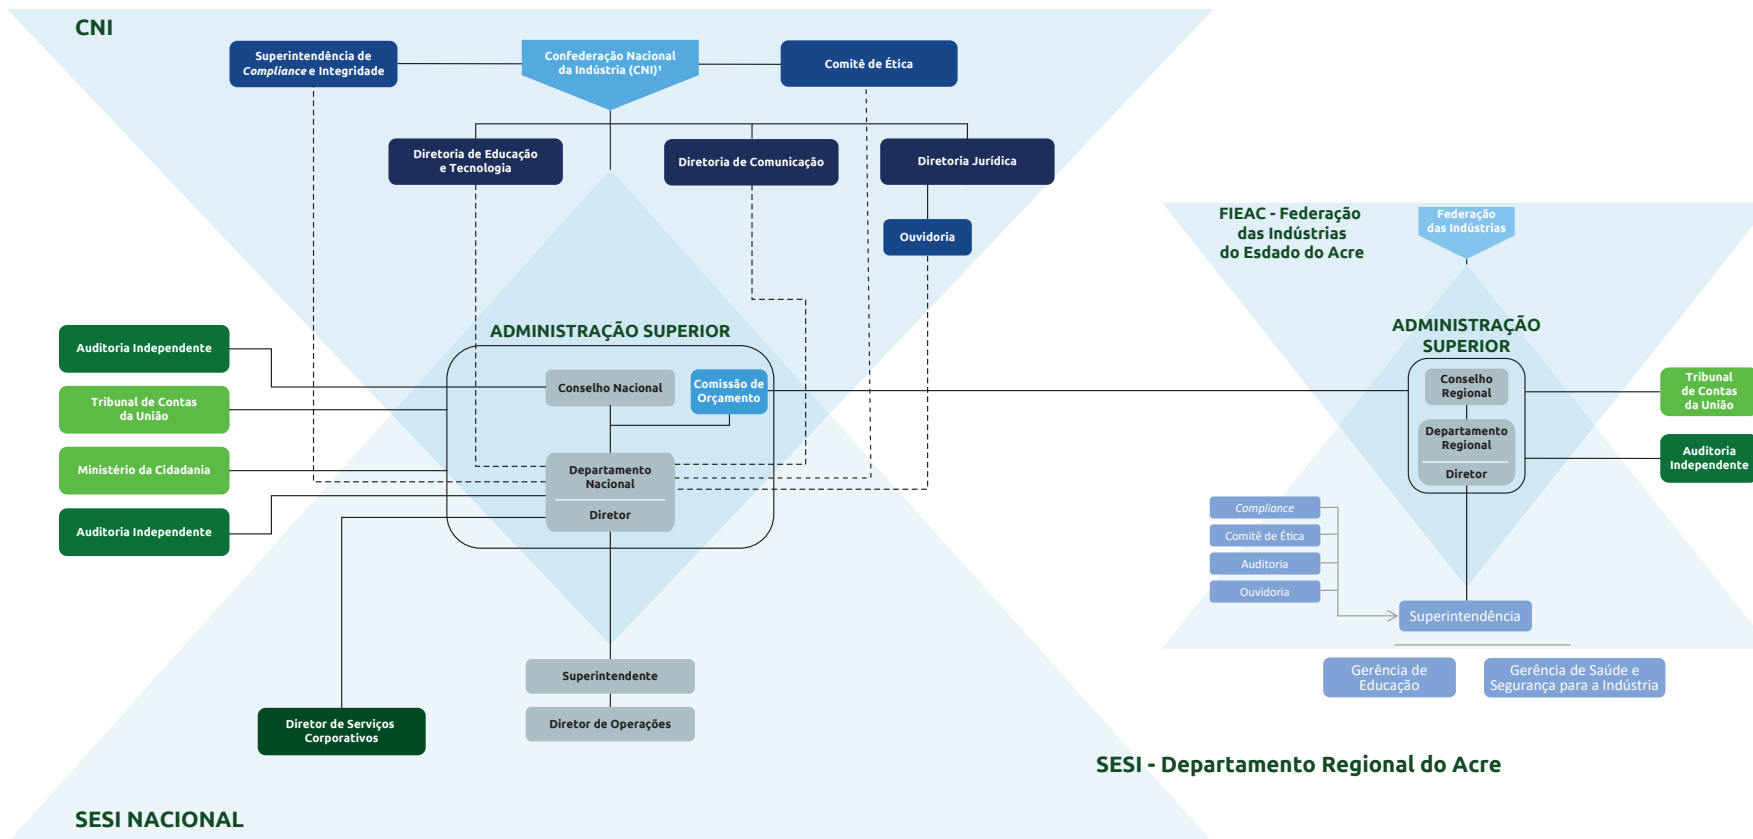 CNI
Superintendência de
Compliance e Integridade
Confederação Nacional
da Indústria (CNI)¹
Comitê de Ética
Diretoria de Educação
e Tecnologia
Diretoria de Comunicação
Diretoria Jurídica
Ouvidoria
ADMINISTRAÇÃO SUPERIOR
Auditoria Independente
Tribunal de Contas
da União
Ministério da Cidadania
Auditoria Independente
Conselho Nacional
Comissão de
Orçamento
Departamento
Nacional
Diretor
Superintendente
Diretor de Operações
Diretor de Serviços
Corporativos
SESI NACIONAL
FIEAC - Federação
das Indústrias
do Esdado do Acre
Federação
das Indústrias
ADMINISTRAÇÃO
SUPERIOR
Conselho
Regional
Departamento
Regional
Diretor
Tribunal
de Contas
da União
Auditoria
Independente
Compliance
Comitê de Ética
Auditoria
Ouvidoria
Superintendência
Gerência de
Educação
Gerência de Saúde e
Segurança para a Indústria
SESI - Departamento Regional do Acre